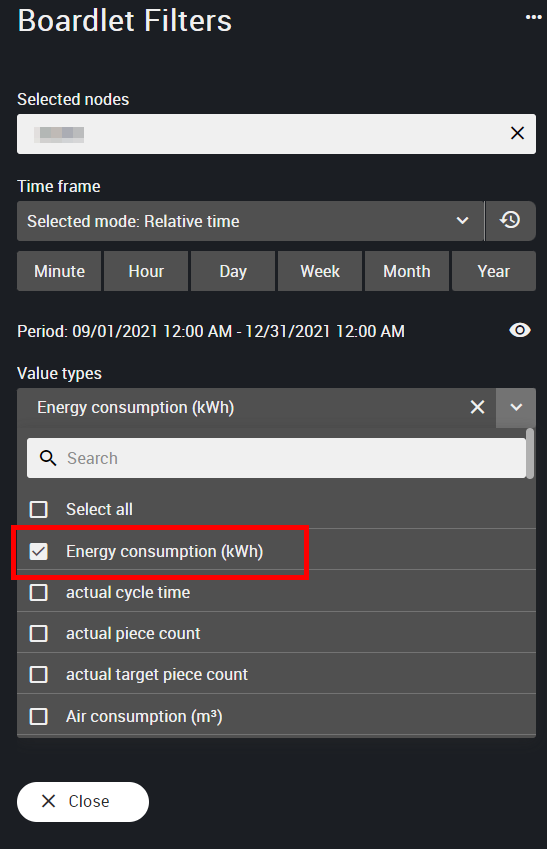 Boardlet Filters
Selected nodes
Time frame
Selected mode: Relative time
Minute Hour Day Week Month Year
Period: 09/01/2021 12:00 AM - 12/31/2021 12:00 AM
Value types
Energy consumption (kWh)
Search
Select all
Energy consumption (kWh)
actual cycle time
actual piece count
actual target piece count
Air consumption (m³)
Close